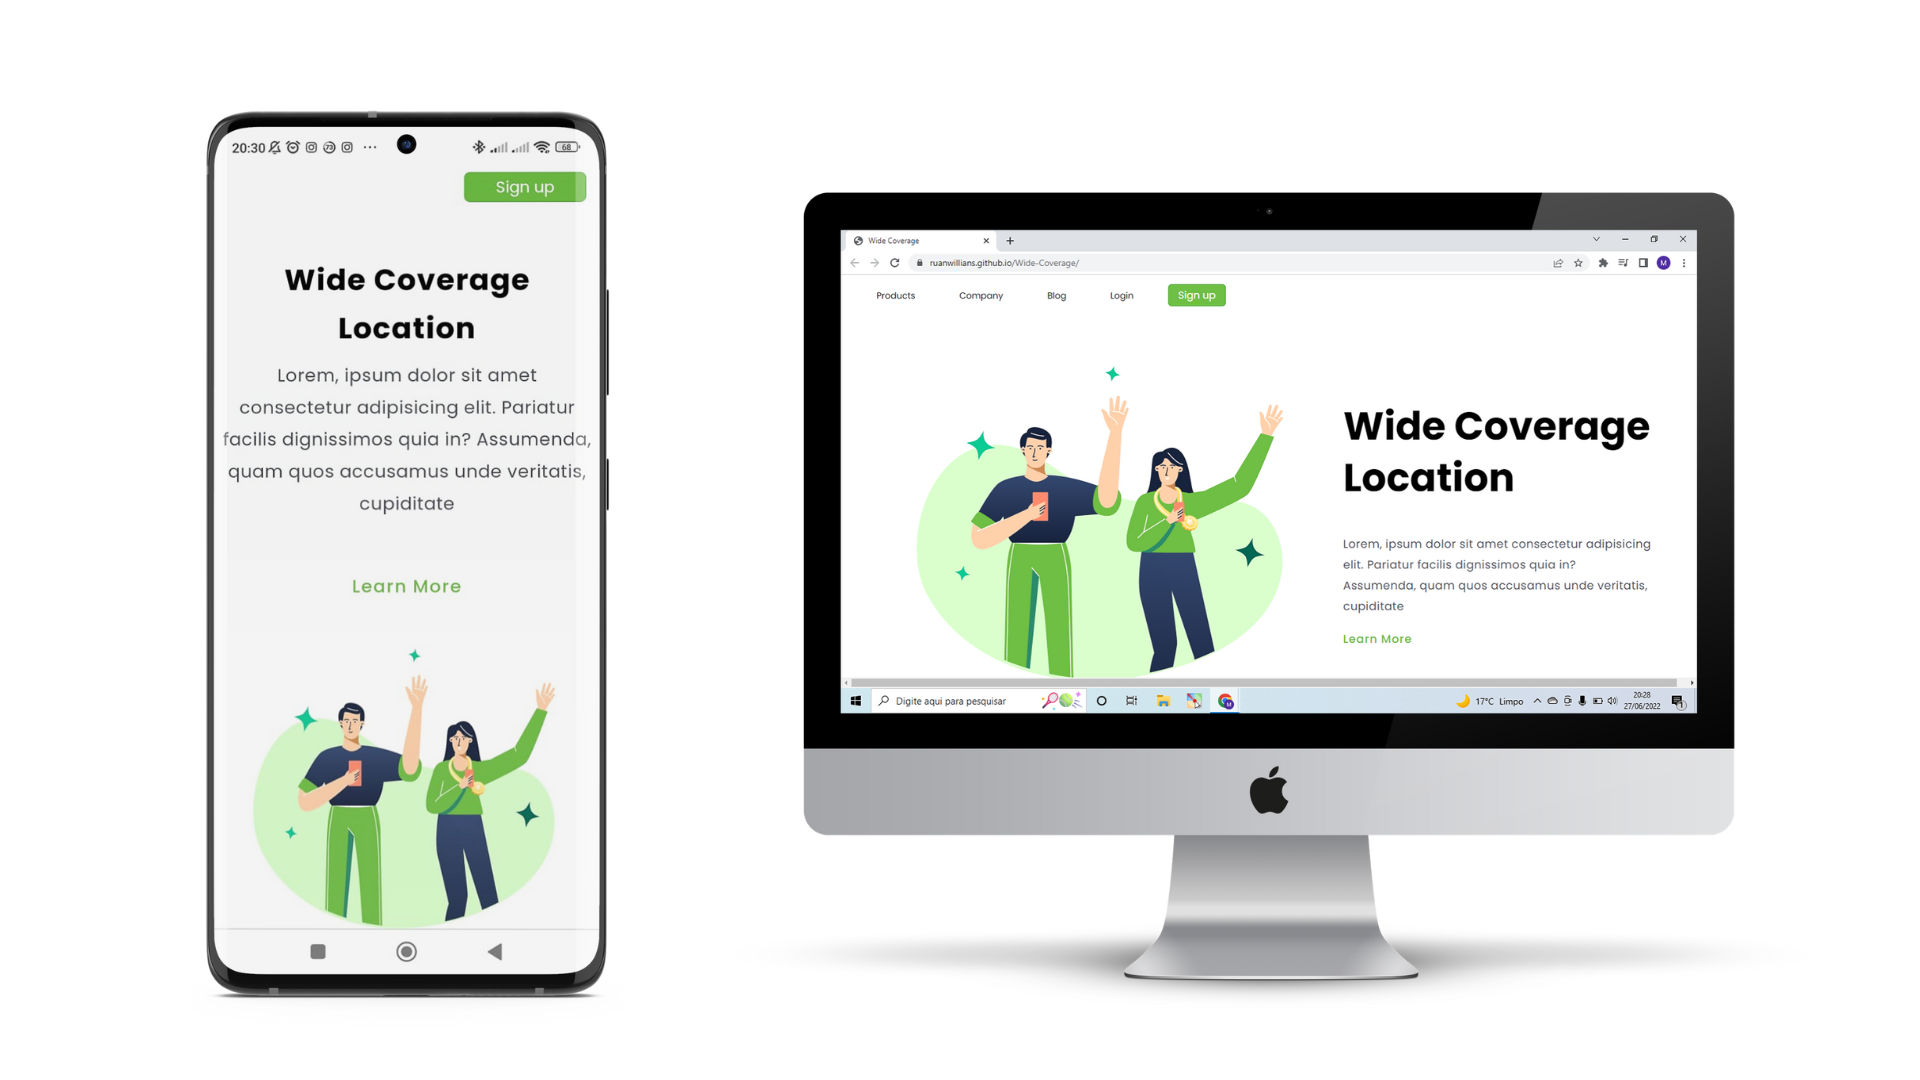 20:30
73
68
Sign up
Wide Coverage
Location
Lorem, ipsum dolor sit amet
consectetur adipisicing elit. Pariatur
facilis dignissimos quia in? Assumenda,
quam quos accusamus unde veritatis,
cupiditate
Learn More
Wide Coverage
ruanwillians.github.io/Wide-Coverage/
M
Products Company Blog Login Sign up
Wide Coverage
Location
Lorem, ipsum dolor sit amet consectetur adipisicing
elit. Pariatur facilis dignissimos quia in?
Assumenda, quam quos accusamus unde veritatis,
cupiditate
Learn More
Digite aqui para pesquisar
17°C Limpo
20:28
27/06/2022
1